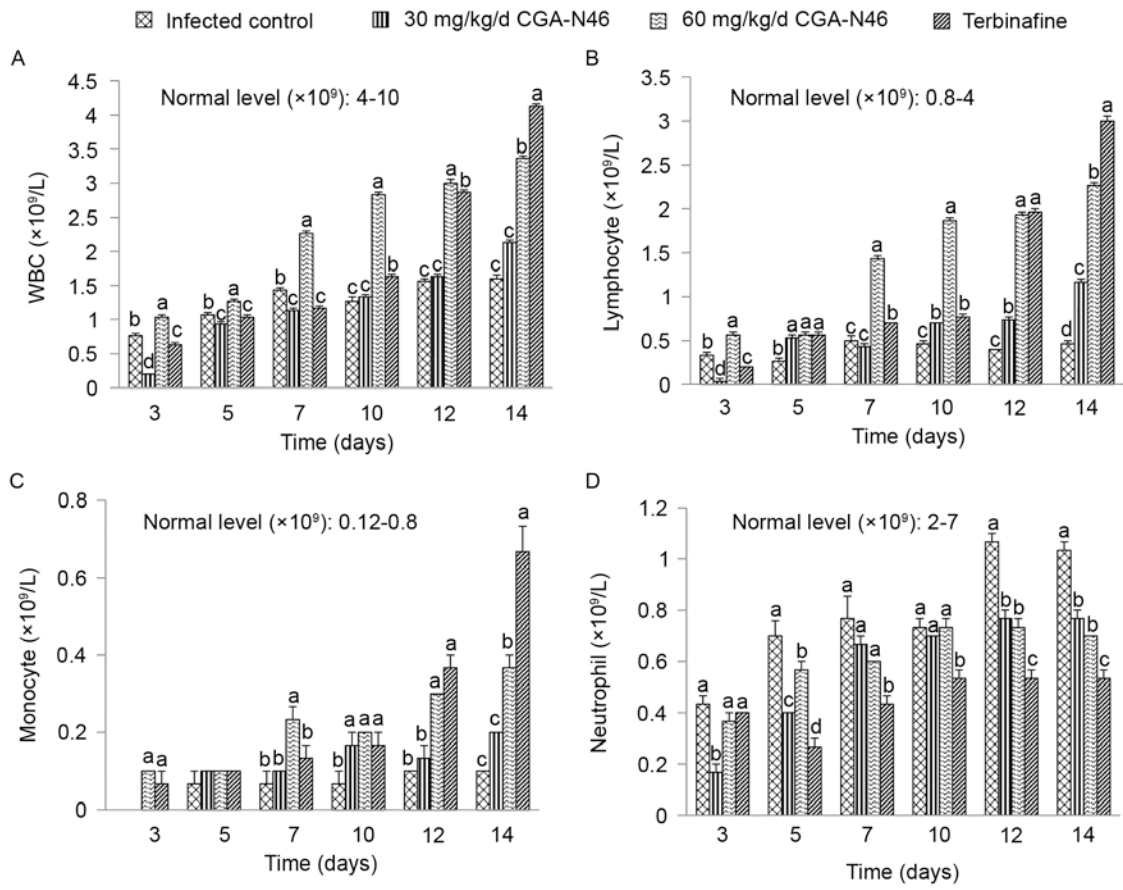 Infected control 30 mg/kg/d CGA-N46 60 mg/kg/d CGA-N46 Terbinafine
A
Normal level (×10⁹): 4-10
WBC (×10⁹/L)
4.5
4
3.5
3
2.5
2
1.5
1
0.5
0
b d a c
b c a c
b c a c
c c a b
c c a b
c c b a
3 5 7 10 12 14
Time (days)
B
Normal level (×10⁹): 0.8-4
Lymphocyte (×10⁹/L)
3.5
3
2.5
2
1.5
1
0.5
0
b d a c
b a a a
c c a b
c b a b
c b a a
d c b a
3 5 7 10 12 14
Time (days)
C
Normal level (×10⁹): 0.12-0.8
Monocyte (×10⁹/L)
0.8
0.6
0.4
0.2
0
a a
b b a b
b a a a
b b a a
c c b a
3 5 7 10 12 14
Time (days)
D
Normal level (×10⁹): 2-7
Neutrophil (×10⁹/L)
1.2
1
0.8
0.6
0.4
0.2
0
a b a a
a c b d
a a a b
a a a b
a b b c
a b b c
3 5 7 10 12 14
Time (days)